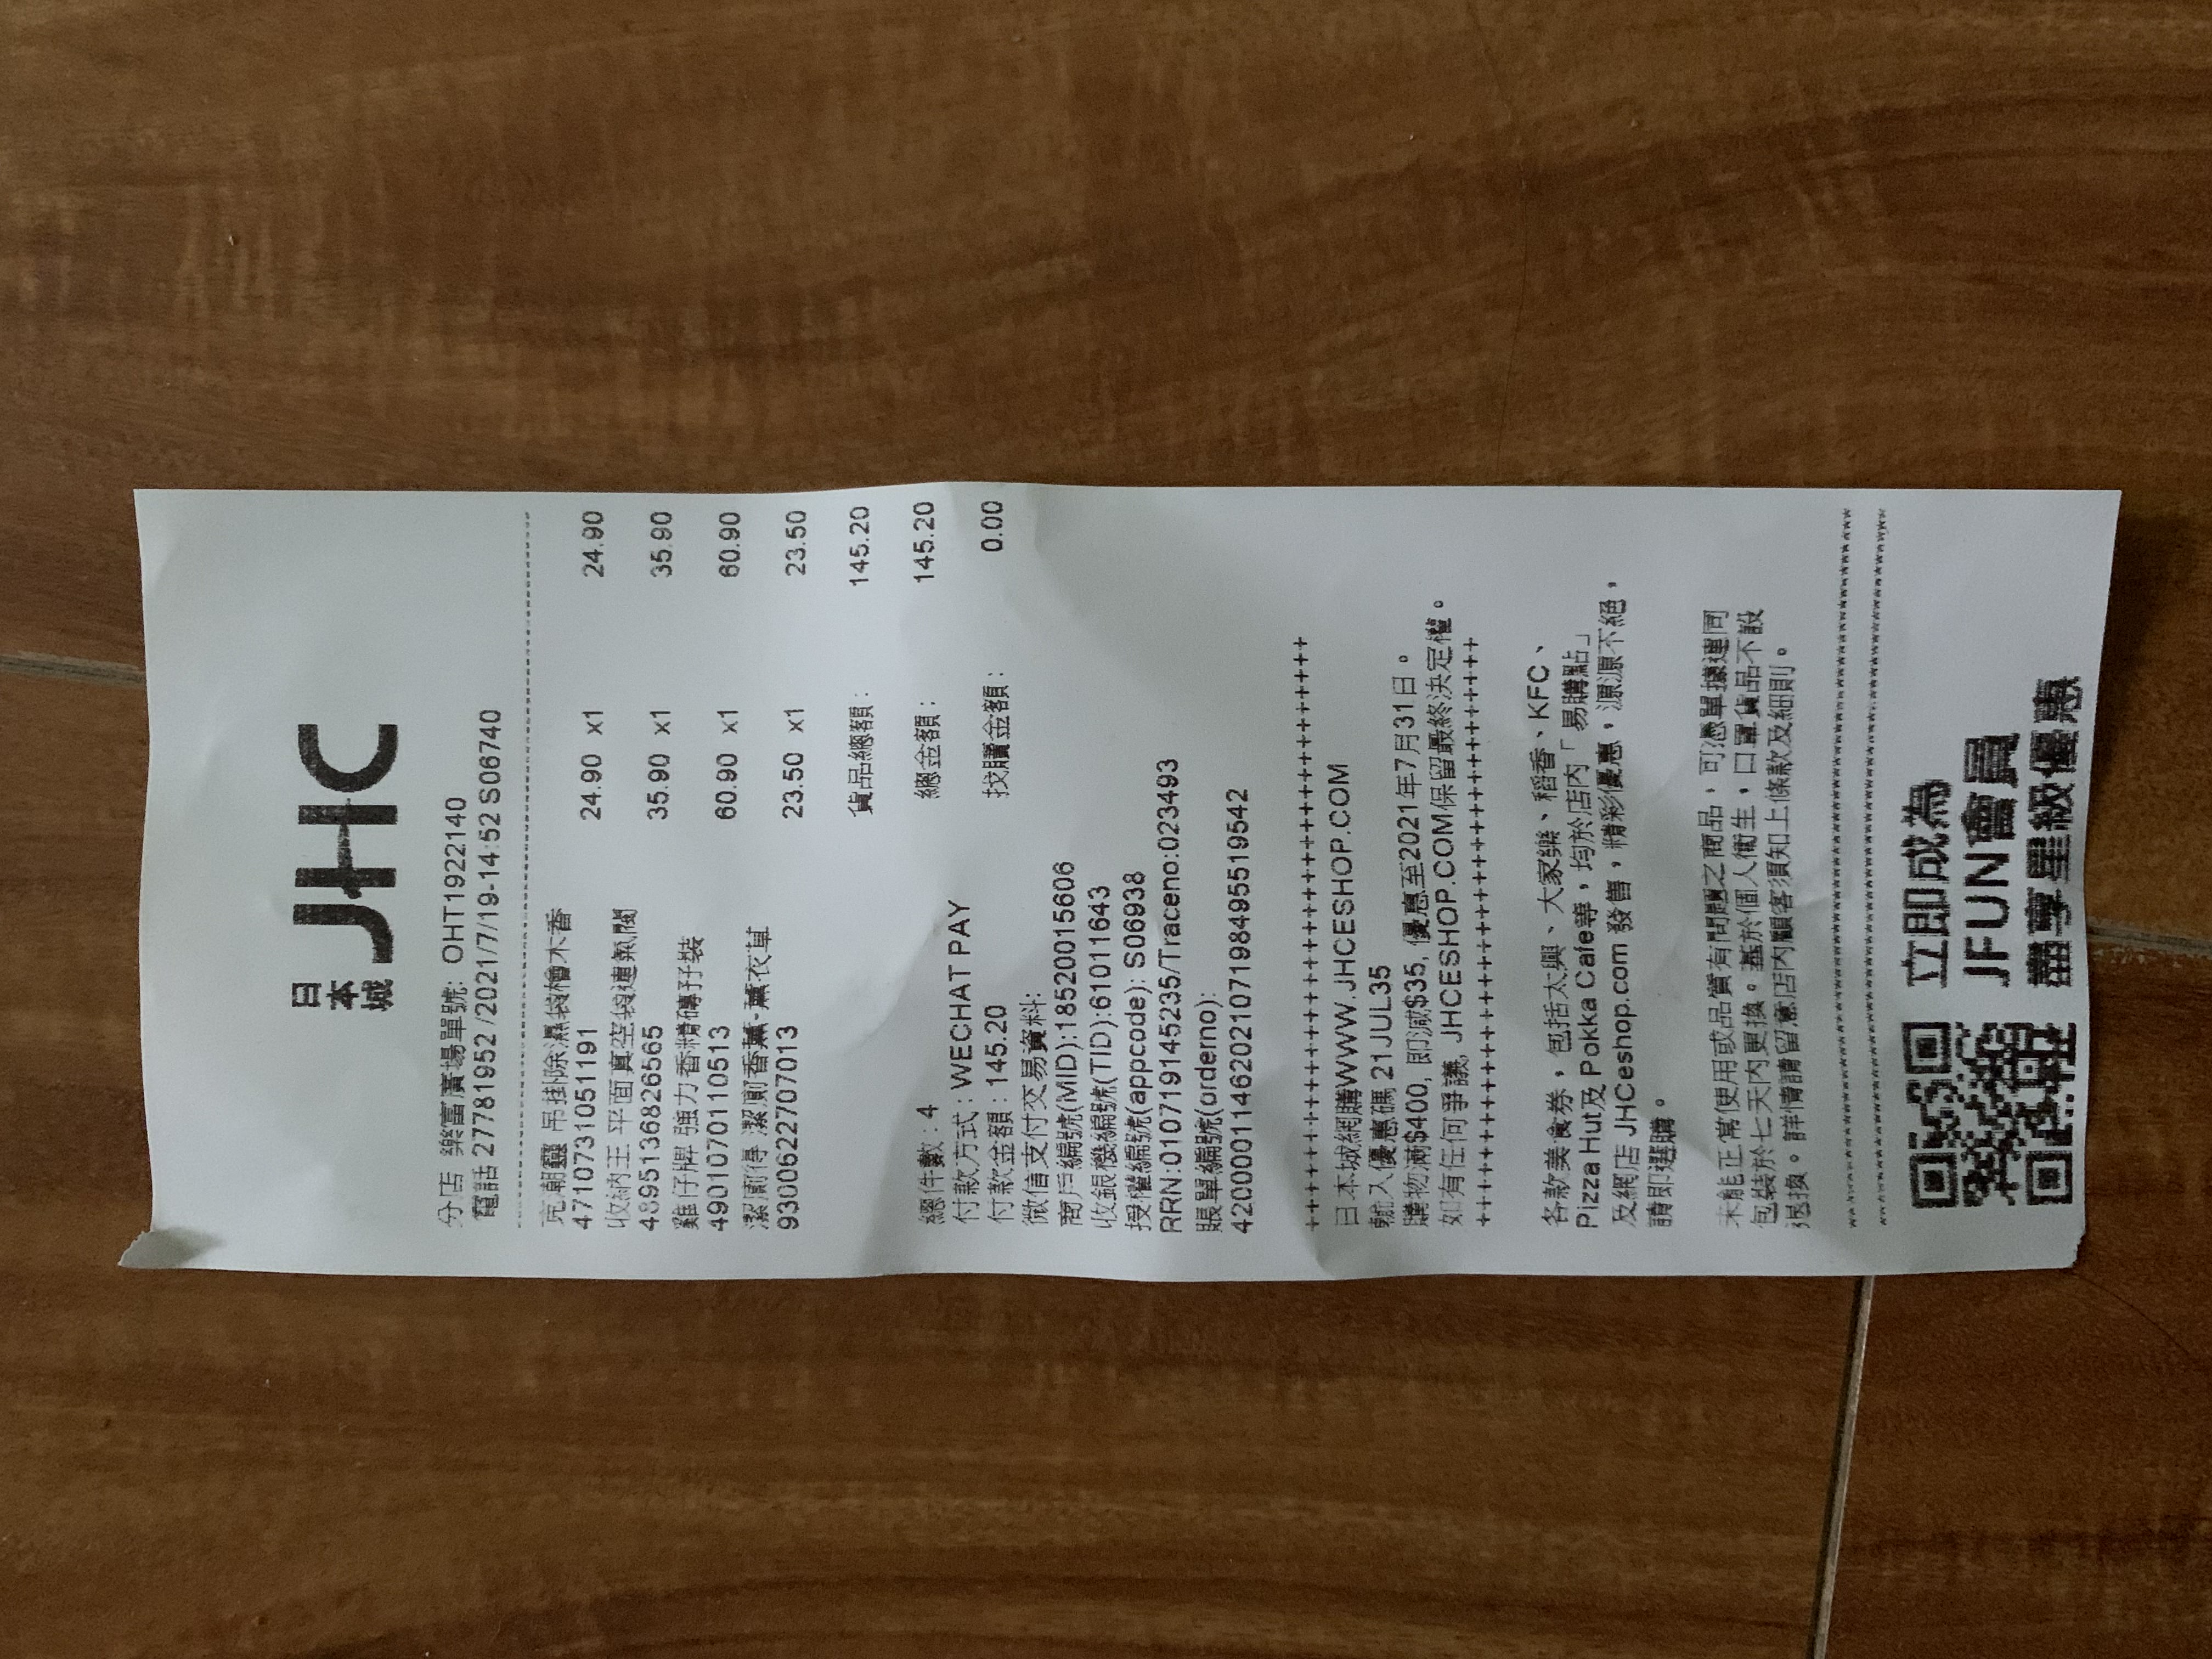 日本城 JHC
分店 樂富廣場單號: OHT1922140
電話 27781952 /2021/7/19-14:52 S06740
克潮靈 吊掛除濕袋檜木香
4710731051191 24.90 x1 24.90
收納王 平面真空袋連氣閥
4895136826565 35.90 x1 35.90
雞仔牌 強力香精磚孖裝
4901070110513 60.90 x1 60.90
潔廁得 潔廁香薰-薰衣草
9300622707013 23.50 x1 23.50
貨品總額: 145.20
總件數: 4 總金額: 145.20
付款方式: WECHAT PAY
付款金額: 145.20 找贖金額: 0.00
微信支付交易資料:
商戶編號(MID):18520015606
收銀機編號(TID):61011643
授權編號(appcode): S06938
RRN:010719145235/Traceno:023493
賬單編號(orderno):
4200001146202107198495519542
++++++++++++++++++++++++++++++++++
日本城網購WWW.JHCESHOP.COM
輸入優惠碼 21JUL35
購物滿$400, 即減$35, 優惠至2021年7月31日。
如有任何爭議, JHCESHOP.COM保留最終決定權。
++++++++++++++++++++++++++++++++++
各款美食券，包括太興、大家樂、稻香、KFC、
Pizza Hut及 Pokka Cafe等，均於店內「易購點」
及網店 JHCeshop.com 發售，精彩優惠，源源不絕，
請即選購。
未能正常使用或品質有問題之商品，可憑單據連同
包裝於七天內更換。基於個人衛生，口罩貨品不設
退換。詳情請留意店內顧客須知上條款及細則。
立即成為
JFUN會員
盡享星級優惠